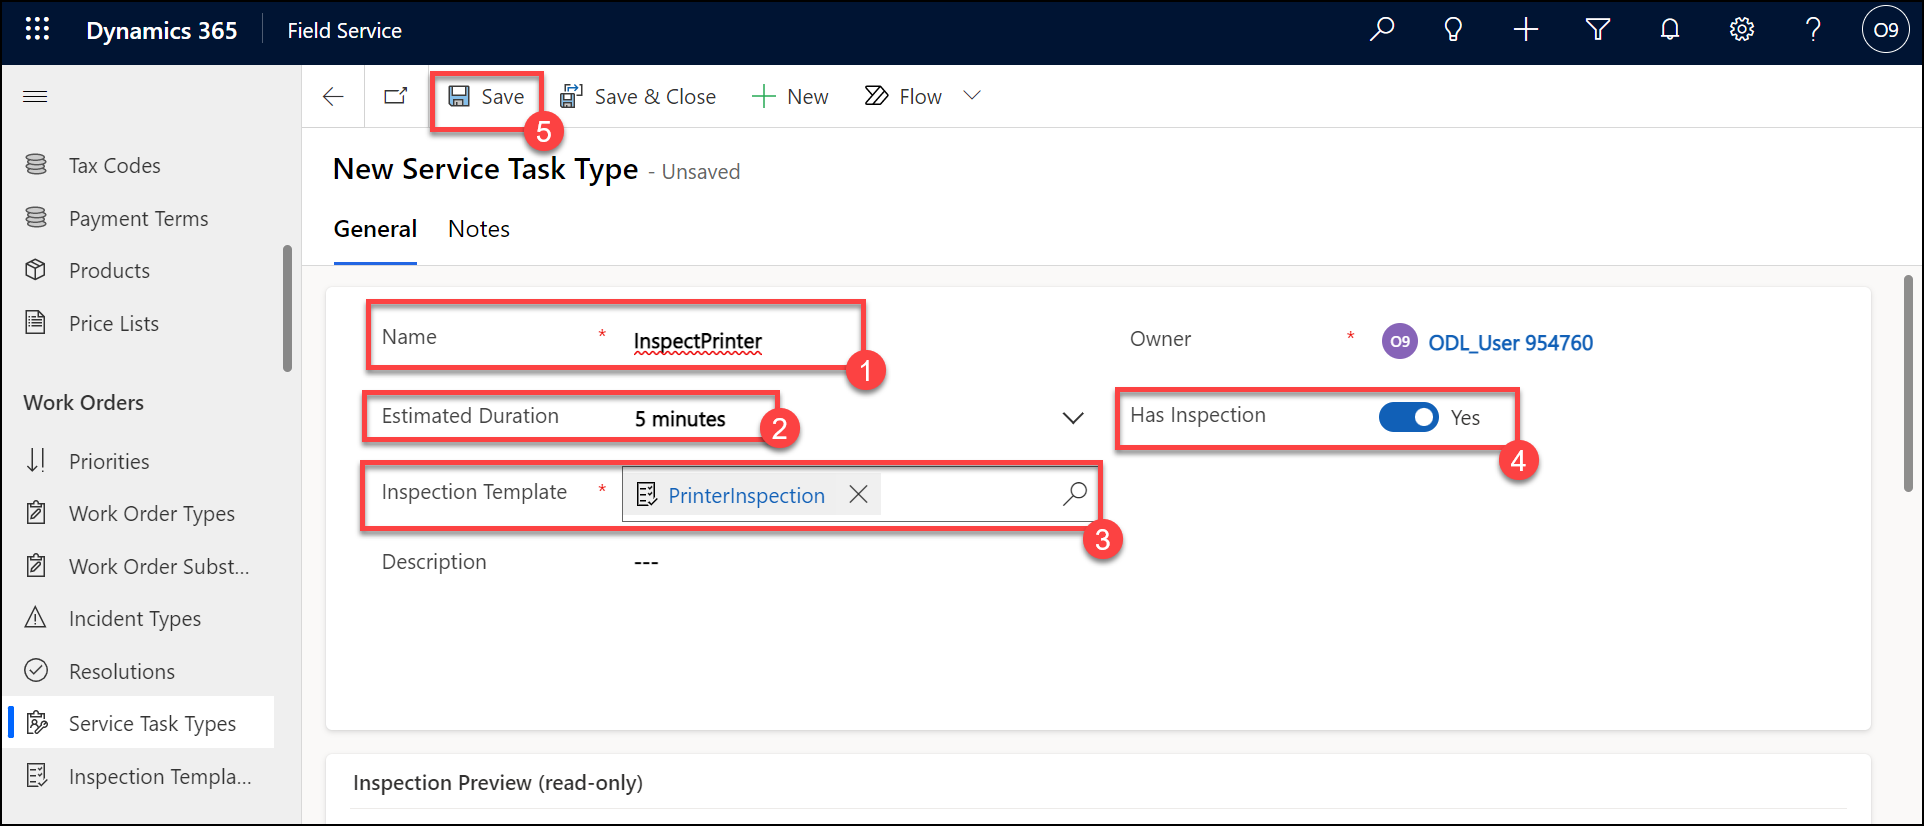 Dynamics 365 Field Service O9
Save Save & Close New Flow
5
Tax Codes
Payment Terms
Products
Price Lists
Work Orders
Priorities
Work Order Types
Work Order Subst...
Incident Types
Resolutions
Service Task Types
Inspection Templa...
New Service Task Type - Unsaved
General Notes
Name * InspectPrinter
1
Owner * O9 ODL_User 954760
Estimated Duration 5 minutes
2
Has Inspection Yes
4
Inspection Template * PrinterInspection
3
Description ---
Inspection Preview (read-only)